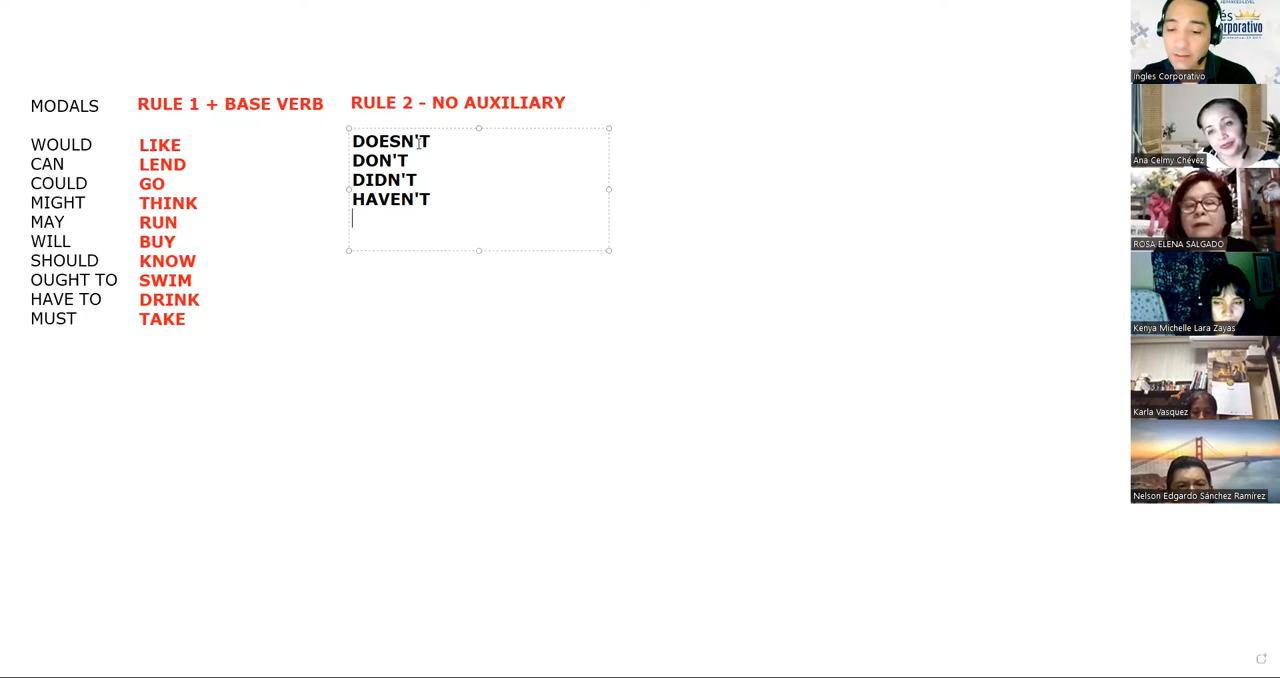 MODALS
WOULD
CAN
COULD
MIGHT
MAY
WILL
SHOULD
OUGHT TO
HAVE TO
MUST
RULE 1 + BASE VERB
LIKE
LEND
GO
THINK
RUN
BUY
KNOW
SWIM
DRINK
TAKE
RULE 2 - NO AUXILIARY
DOESN'T
DON'T
DIDN'T
HAVEN'T
és
orporativo
Ingles Corporativo
Ana Celmy Chévez
ROSA ELENA SALGADO
Kenya Michelle Lara Zayas
Karla Vasquez
Nelson Edgardo Sánchez Ramírez